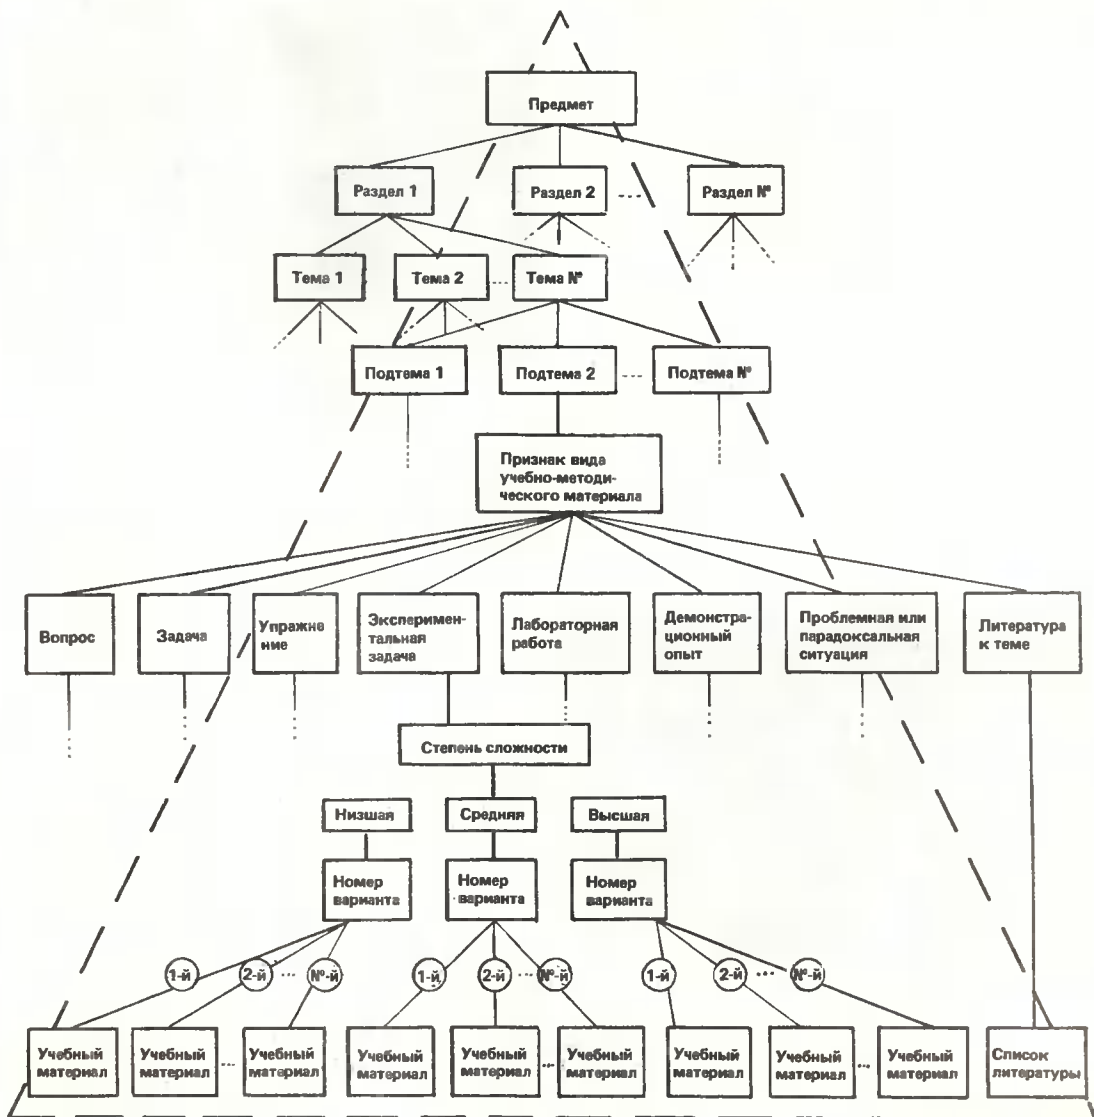 Предмет
Раздел 1
Раздел 2
Раздел №
Тема 1
Тема 2
Тема №
Подтема 1
Подтема 2
Подтема №
Признак вида
учебно-методи-
ческого материала
Вопрос
Задача
Упражне
ние
Эксперимен-
тальная
задача
Лабораторная
работа
Демонстра-
ционный
опыт
Проблемная или
парадоксальная
ситуация
Литература
к теме
Степень сложности
Низшая
Средняя
Высшая
Номер
варианта
Номер
варианта
Номер
варианта
1-й
2-й
№-й
1-й
2-й
№-й
1-й
2-й
№-й
Учебный
материал
Учебный
материал
Учебный
материал
Учебный
материал
Учебный
материал
Учебный
материал
Учебный
материал
Учебный
материал
Учебный
материал
Список
литературы